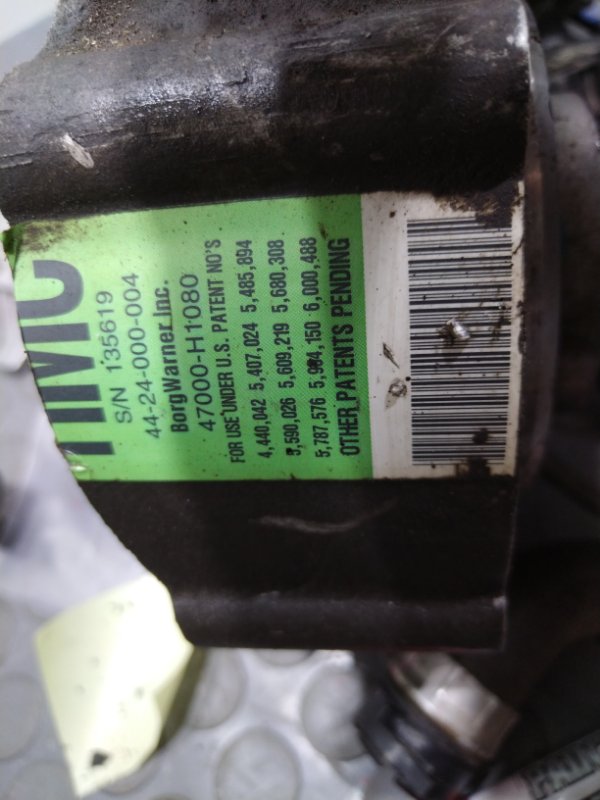 HMC
S/N 135619
44-24-000-004
BorgWarner Inc.
47000-H1080
FOR USE UNDER U.S. PATENT NO'S
4,440,042 5,407,024 5,485,894
5,590,026 5,609,219 5,680,308
5,787,576 5,984,150 6,000,488
OTHER PATENTS PENDING